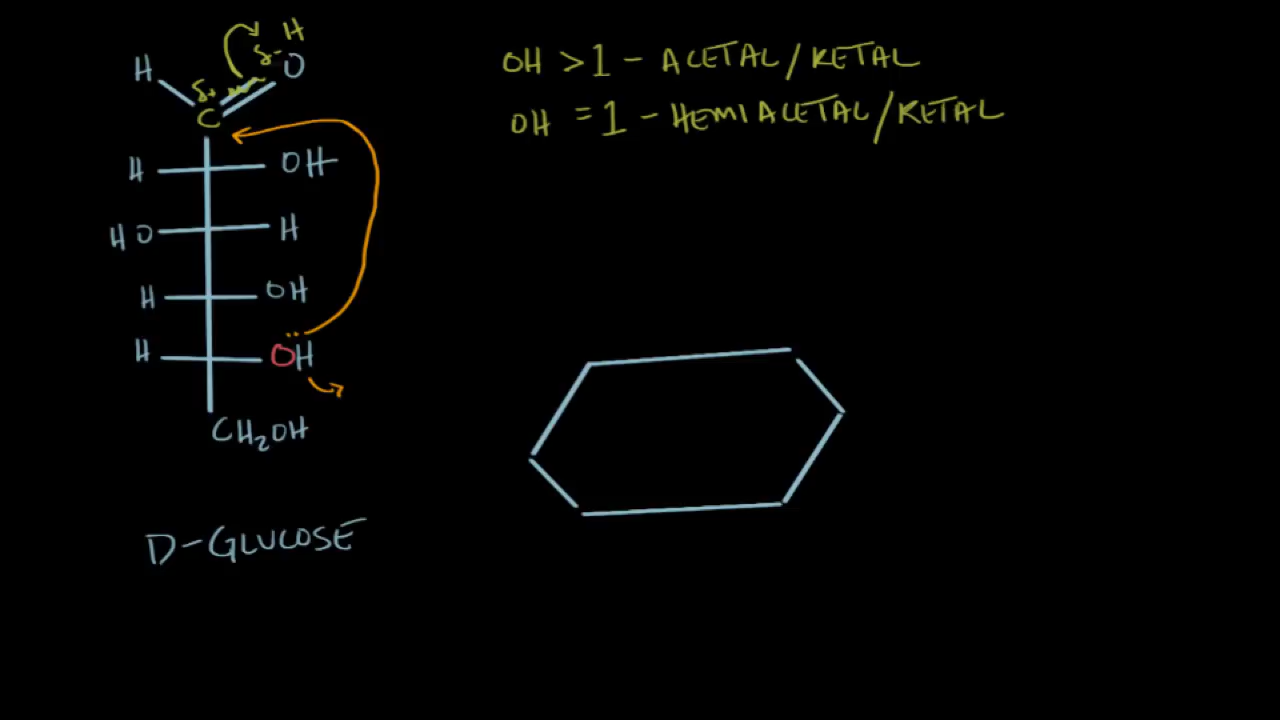 H
H δ- O
δ+ C
H OH
HO H
H OH
H OH
CH₂OH
D-GLUCOSE
OH > 1 - ACETAL/KETAL
OH = 1 - HEMIACETAL/KETAL